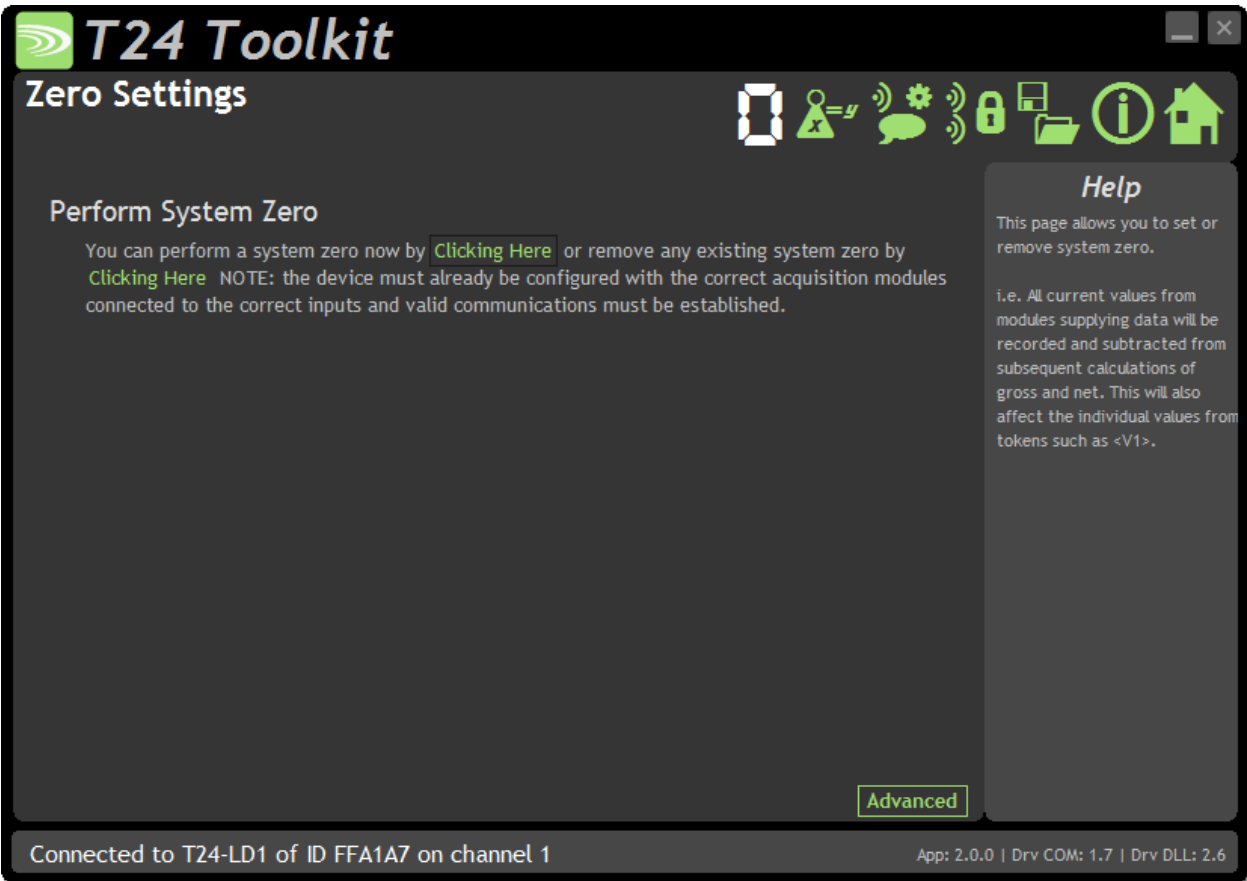 T24 Toolkit
Zero Settings
0
x=y
Perform System Zero
You can perform a system zero now by Clicking Here or remove any existing system zero by
Clicking Here NOTE: the device must already be configured with the correct acquisition modules
connected to the correct inputs and valid communications must be established.
Advanced
Help
This page allows you to set or
remove system zero.
i.e. All current values from
modules supplying data will be
recorded and subtracted from
subsequent calculations of
gross and net. This will also
affect the individual values from
tokens such as <V1>.
Connected to T24-LD1 of ID FFA1A7 on channel 1
App: 2.0.0 | Drv COM: 1.7 | Drv DLL: 2.6